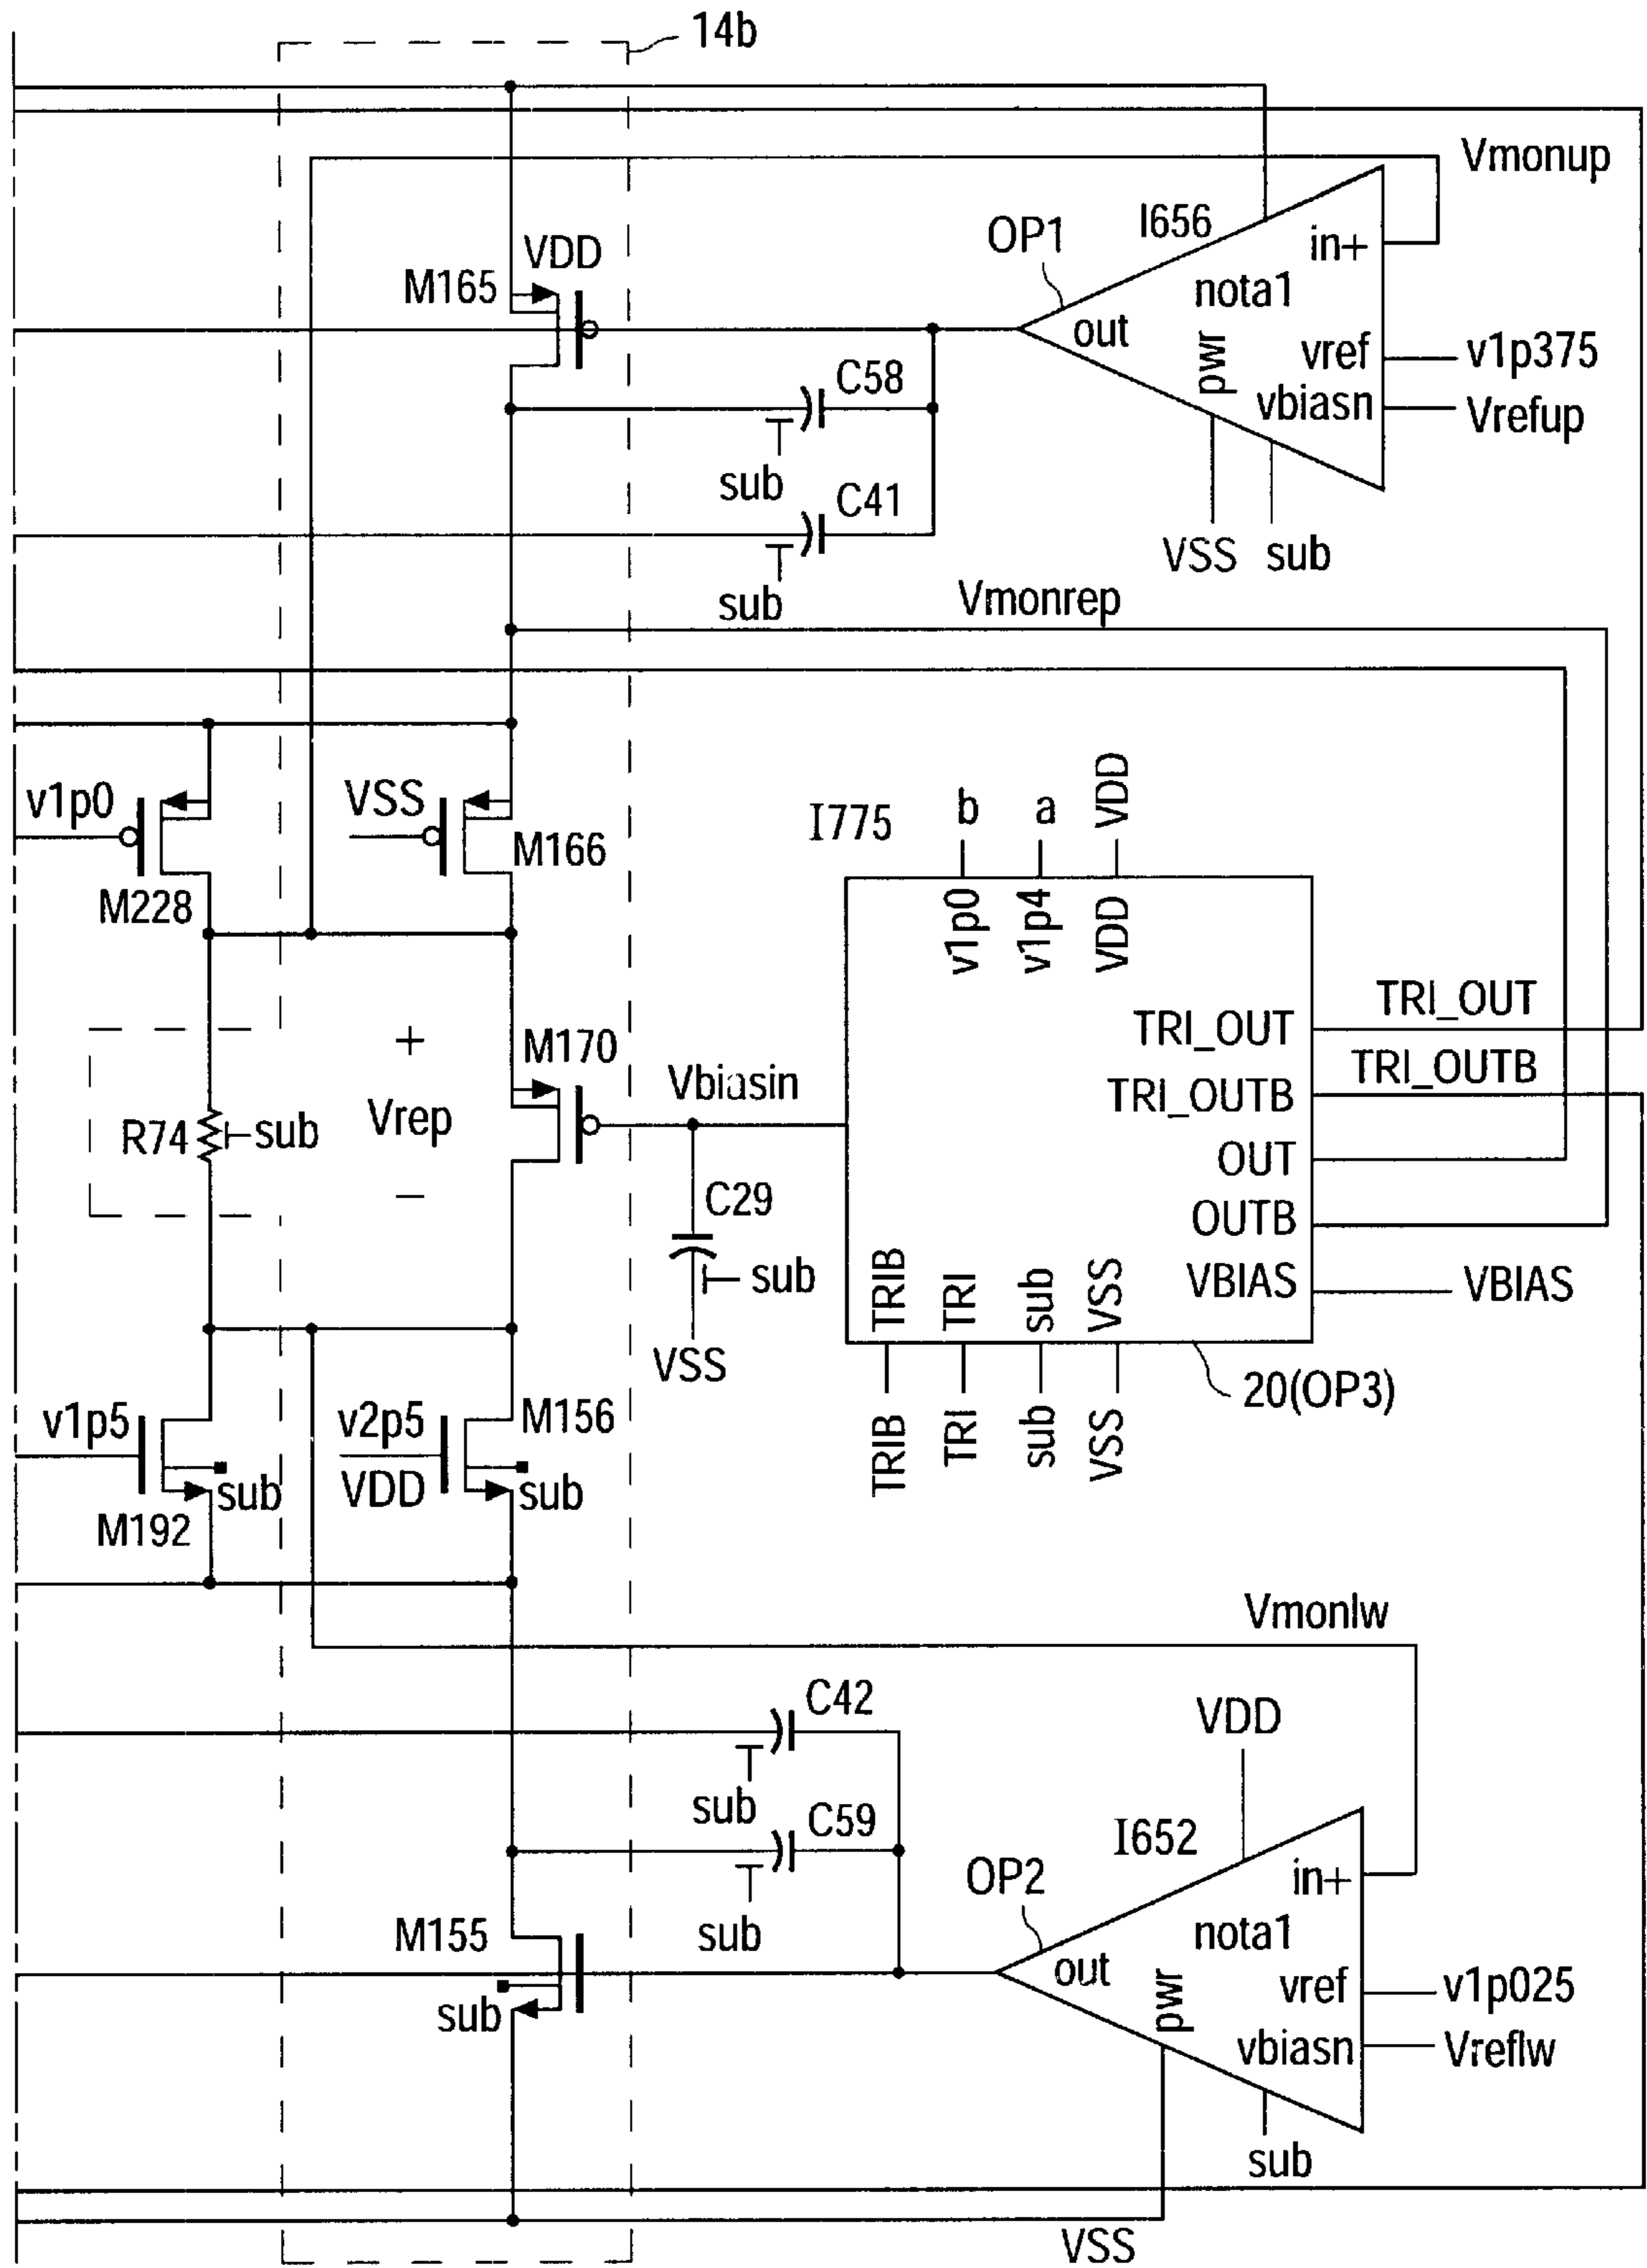 14b
Vmonup
I656
OP1
in+
VDD
M165
nota1
out
vref
v1p375
pwr
C58
vbiasn
Vrefup
sub
C41
VSS
sub
sub
Vmonrep
v1p0
VSS
M166
M228
I775
b
a
VDD
v1p0
v1p4
VDD
TRI_OUT
TRI_OUT
+
M170
Vbiasin
TRI_OUTB
TRI_OUTB
R74
sub
Vrep
OUT
–
C29
OUTB
sub
VBIAS
VBIAS
TRIB
TRI
sub
VSS
VSS
20(OP3)
TRIB
TRI
sub
VSS
v1p5
v2p5
M156
VDD
sub
sub
M192
Vmonlw
C42
VDD
sub
C59
I652
OP2
in+
sub
M155
nota1
out
vref
v1p025
sub
pwr
vbiasn
Vreflw
sub
VSS